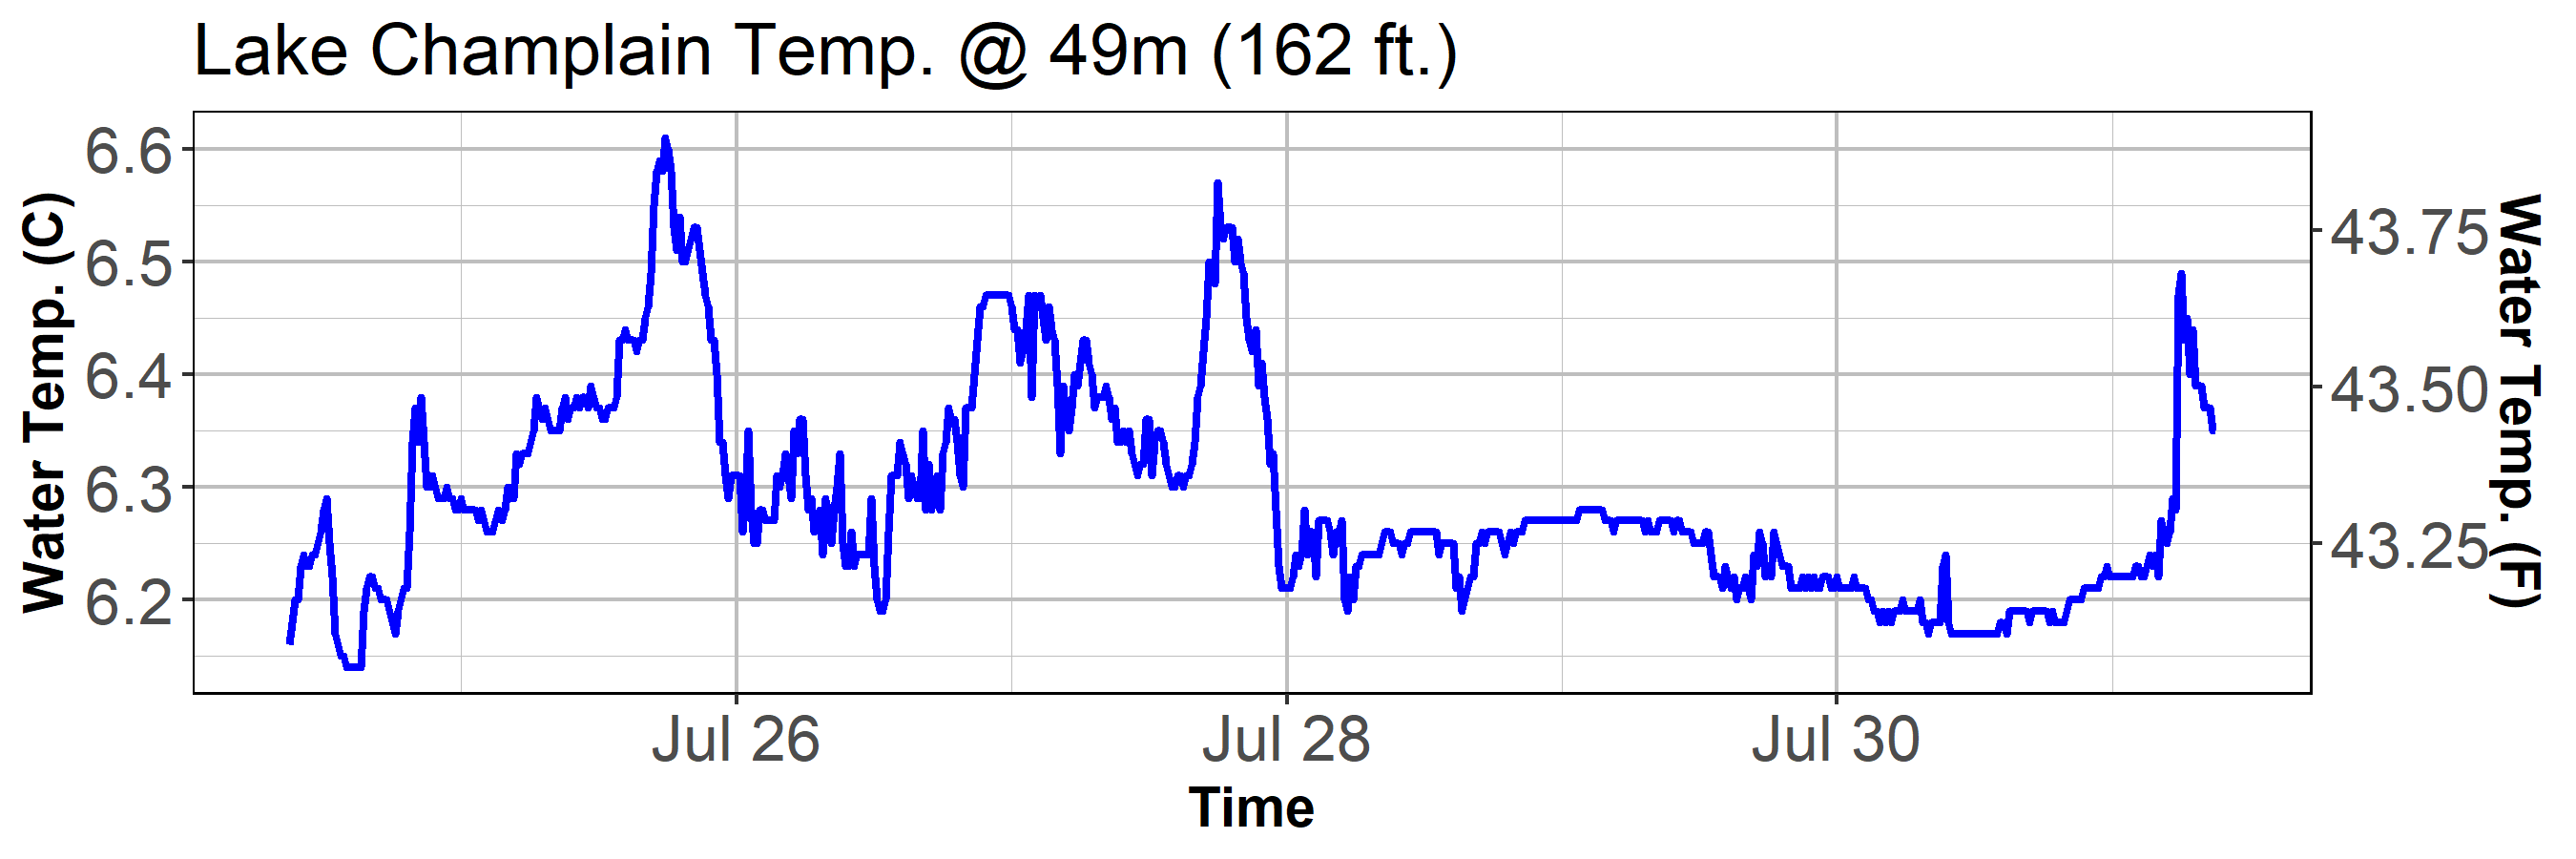 Lake Champlain Temp. @ 49m (162 ft.)
Water Temp. (C)
6.6
6.5
6.4
6.3
6.2
43.75
43.50
43.25
Water Temp. (F)
Jul 26
Jul 28
Jul 30
Time